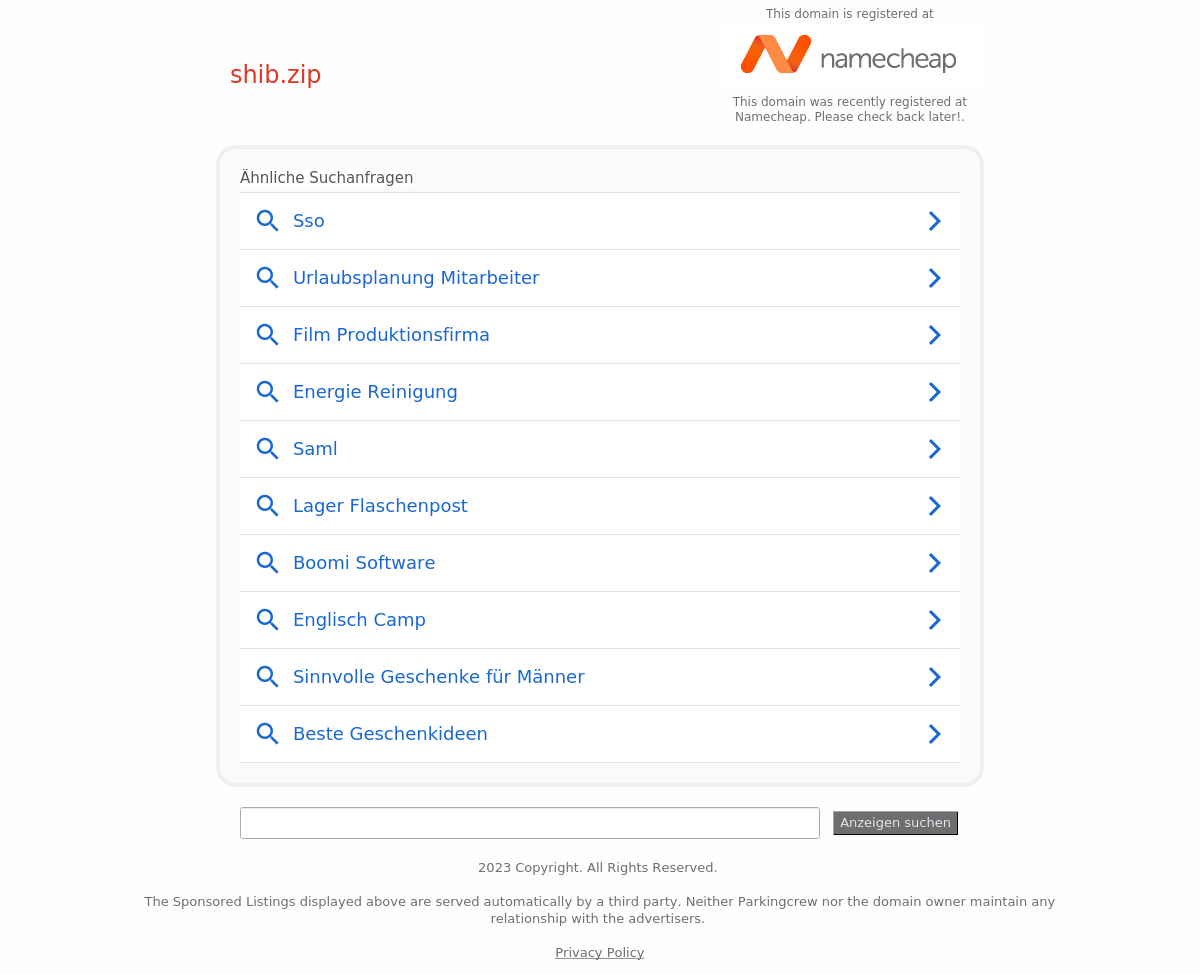 This domain is registered at
namecheap
shib.zip
This domain was recently registered at
Namecheap. Please check back later!.
Ähnliche Suchanfragen
Sso
Urlaubsplanung Mitarbeiter
Film Produktionsfirma
Energie Reinigung
Saml
Lager Flaschenpost
Boomi Software
Englisch Camp
Sinnvolle Geschenke für Männer
Beste Geschenkideen
Anzeigen suchen
2023 Copyright. All Rights Reserved.
The Sponsored Listings displayed above are served automatically by a third party. Neither Parkingcrew nor the domain owner maintain any
relationship with the advertisers.
Privacy Policy